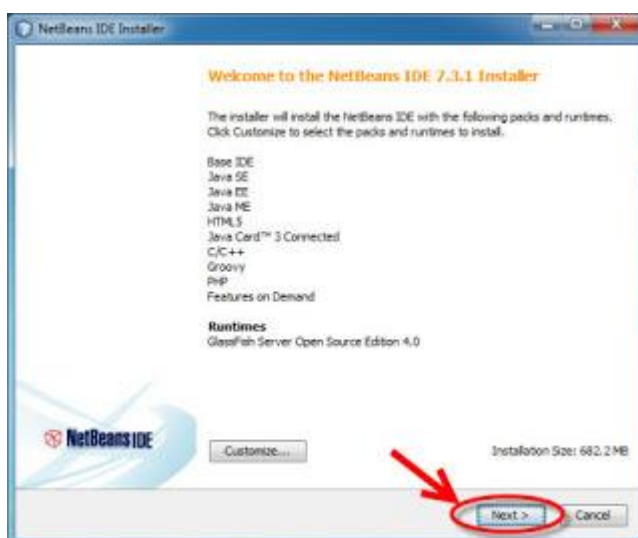 NetBeans IDE Installer
Welcome to the NetBeans IDE 7.3.1 Installer
The installer will install the NetBeans IDE with the following packs and runtimes.
Click Customize to select the packs and runtimes to install.
Base IDE
Java SE
Java EE
Java ME
HTML5
Java Card™ 3 Connected
C/C++
Groovy
PHP
Features on Demand
Runtimes
GlassFish Server Open Source Edition 4.0
NetBeans IDE
Customize... Installation Size: 682.2 MB
Next > Cancel